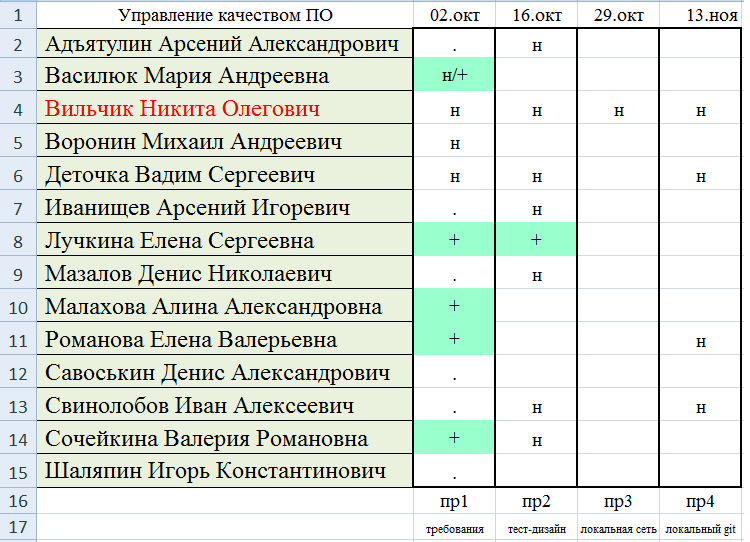 1 Управление качеством ПО 02.окт 16.окт 29.окт 13.ноя
2 Адъятулин Арсений Александрович . н
3 Василюк Мария Андреевна н/+
4 Вильчик Никита Олегович н н н н
5 Воронин Михаил Андреевич н
6 Деточка Вадим Сергеевич н н н
7 Иванищев Арсений Игоревич . н
8 Лучкина Елена Сергеевна + +
9 Мазалов Денис Николаевич . н
10 Малахова Алина Александровна +
11 Романова Елена Валерьевна + н
12 Савоськин Денис Александрович .
13 Свинолобов Иван Алексеевич . н н
14 Сочейкина Валерия Романовна + н
15 Шаляпин Игорь Константинович .
16 пр1 пр2 пр3 пр4
17 требования тест-дизайн локальная сеть локальный git